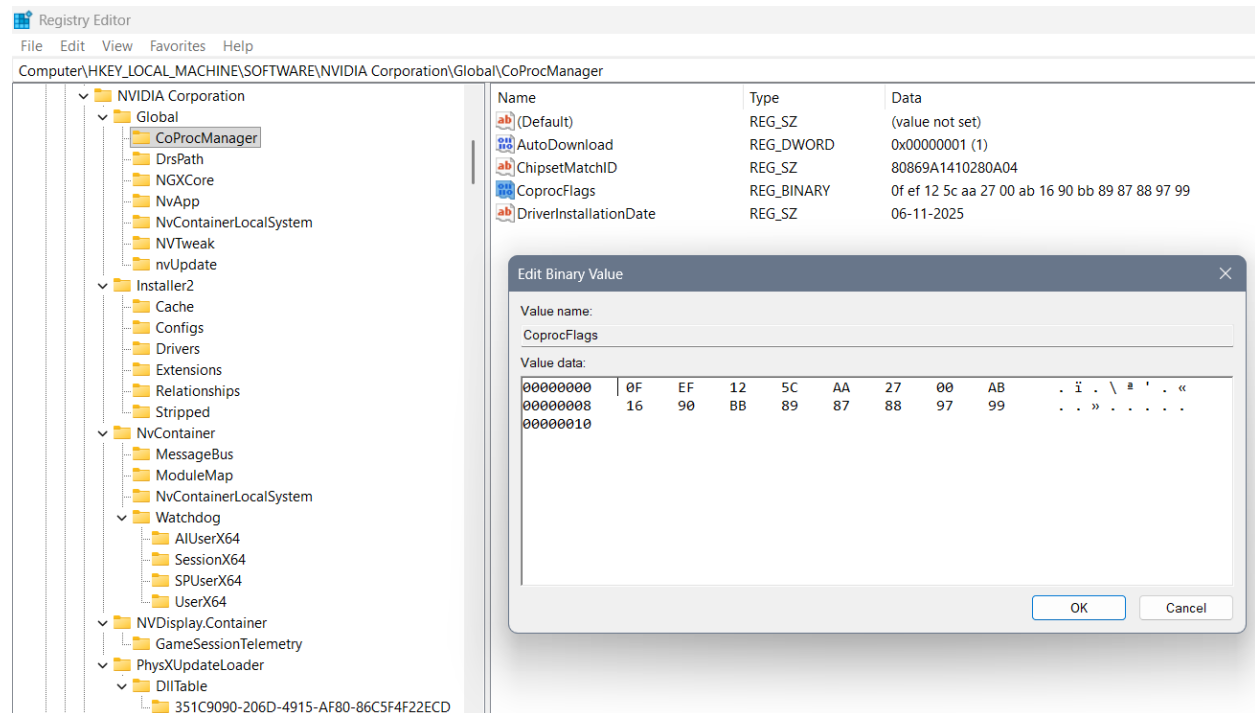 Registry Editor
File Edit View Favorites Help
Computer\HKEY_LOCAL_MACHINE\SOFTWARE\NVIDIA Corporation\Global\CoProcManager
NVIDIA Corporation
Global
CoProcManager
DrsPath
NGXCore
NvApp
NvContainerLocalSystem
NVTweak
nvUpdate
Installer2
Cache
Configs
Drivers
Extensions
Relationships
Stripped
NvContainer
MessageBus
ModuleMap
NvContainerLocalSystem
Watchdog
AIUserX64
SessionX64
SPUserX64
UserX64
NVDisplay.Container
GameSessionTelemetry
PhysXUpdateLoader
DllTable
351C9090-206D-4915-AF80-86C5F4F22ECD
Name Type Data
(Default) REG_SZ (value not set)
AutoDownload REG_DWORD 0x00000001 (1)
ChipsetMatchID REG_SZ 80869A1410280A04
CoprocFlags REG_BINARY 0f ef 12 5c aa 27 00 ab 16 90 bb 89 87 88 97 99
DriverInstallationDate REG_SZ 06-11-2025
Edit Binary Value
Value name:
CoprocFlags
Value data:
00000000 0F EF 12 5C AA 27 00 AB . ï . \ ª ' . «
00000008 16 90 BB 89 87 88 97 99 . . » . . . . .
00000010
OK Cancel